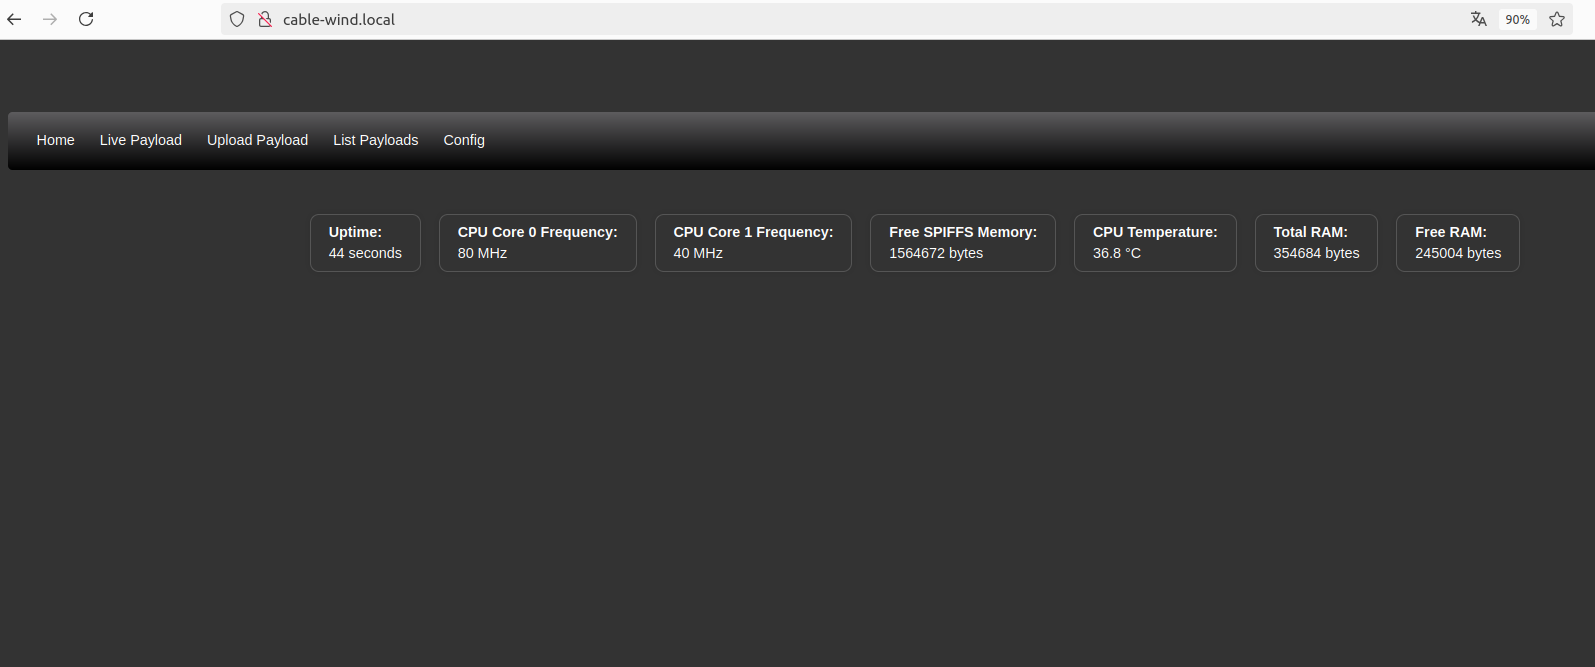 cable-wind.local
90%
Home Live Payload Upload Payload List Payloads Config
Uptime: CPU Core 0 Frequency: CPU Core 1 Frequency: Free SPIFFS Memory: CPU Temperature: Total RAM: Free RAM:
44 seconds 80 MHz 40 MHz 1564672 bytes 36.8 °C 354684 bytes 245004 bytes